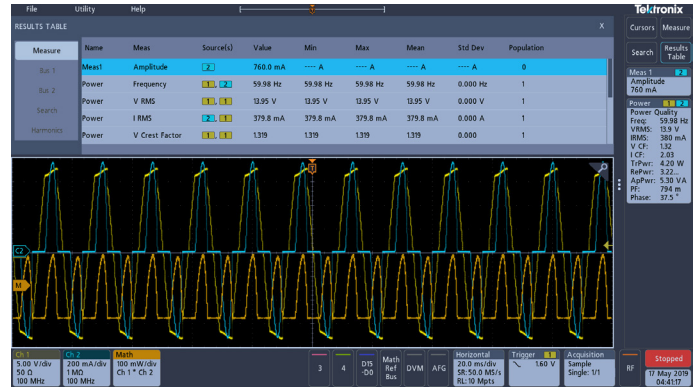 File Utility Help
Tektronix
RESULTS TABLE X
Cursors Measure
Search Results Table
Measure
Bus 1
Bus 2
Search
Harmonics
Name Meas Source(s) Value Min Max Mean Std Dev Population
Meas1 Amplitude 2 760.0 mA ---- A ---- A ---- A ---- A 0
Power Frequency 1, 2 59.98 Hz 59.98 Hz 59.98 Hz 59.98 Hz 0.000 Hz 1
Power V RMS 1, 1 13.95 V 13.95 V 13.95 V 13.95 V 0.000 V 1
Power I RMS 2, 1 379.8 mA 379.8 mA 379.8 mA 379.8 mA 0.000 A 1
Power V Crest Factor 1, 1 1.319 1.319 1.319 1.319 0.000 1
Meas 1 2
Amplitude
760 mA
Power 1 2
Power Quality
Freq: 59.98 Hz
VRMS: 13.9 V
IRMS: 380 mA
V CF: 1.32
I CF: 2.03
TrPwr: 4.20 W
RePwr: 3.22...
ApPwr: 5.30 VA
PF: 794 m
Phase: 37.5 °
T
C2
M
Ch 1
5.00 V/div
50 Ω
100 MHz
Ch 2
200 mA/div
1 MΩ
100 MHz
Math
100 mW/div
Ch 1 * Ch 2
3
4
D15
-D0
Math
Ref
Bus
DVM
AFG
Horizontal
20.0 ms/div
SR: 50.0 MS/s
RL: 10 Mpts
Trigger 1
1.60 V
Acquisition
Sample
Single: 1/1
RF
Stopped
17 May 2019
04:41:17